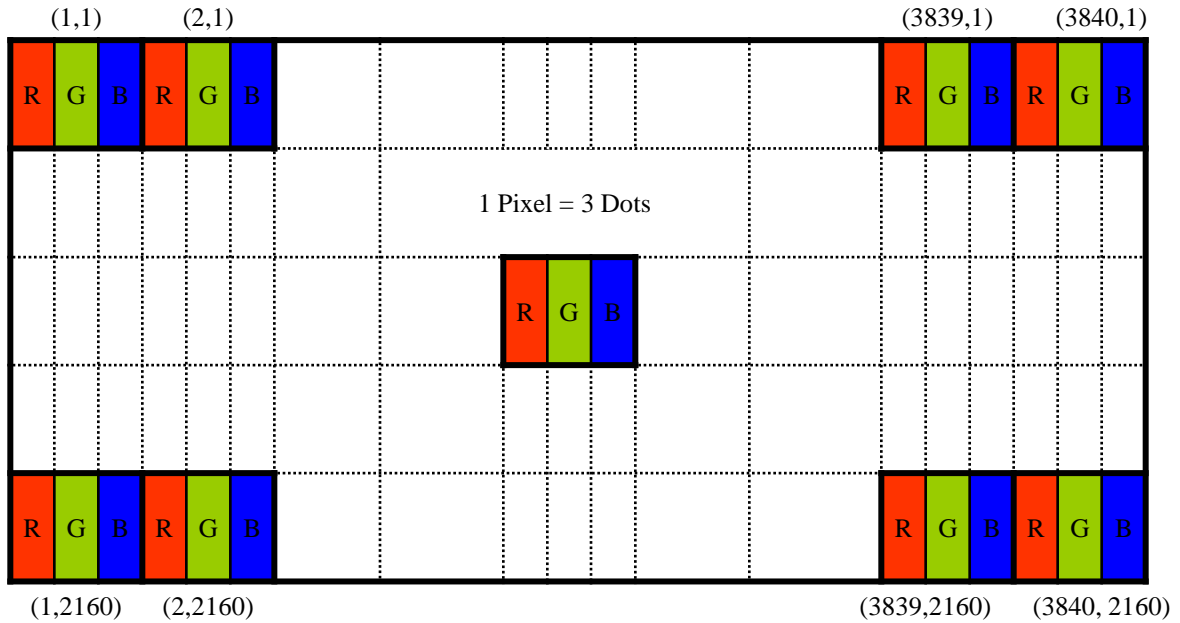 (1,1) (2,1) (3839,1) (3840,1)
R G B R G B R G B R G B
1 Pixel = 3 Dots
R G B
R G B R G B R G B R G B
(1,2160) (2,2160) (3839,2160) (3840, 2160)